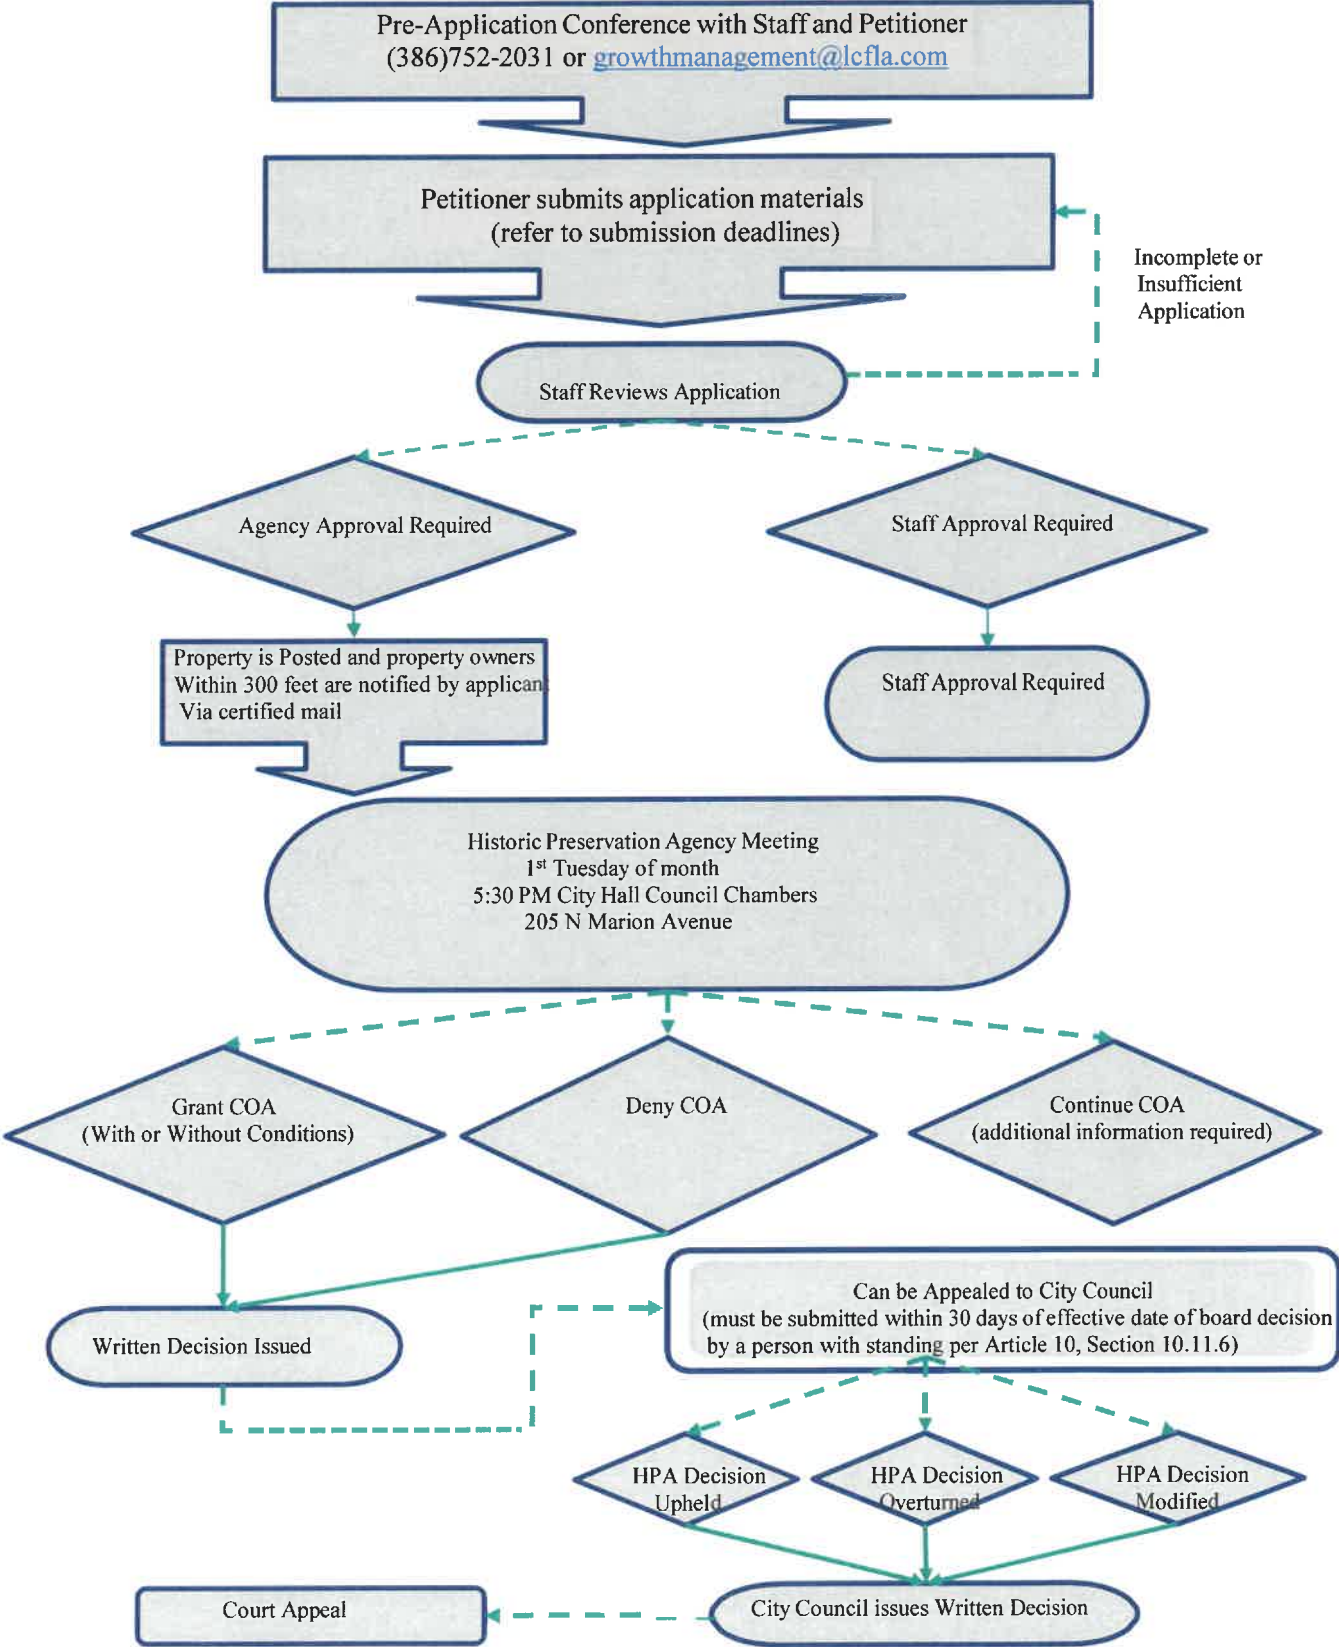 Pre-Application Conference with Staff and Petitioner
(386)752-2031 or growthmanagement@lcfla.com
Petitioner submits application materials
(refer to submission deadlines)
Incomplete or
Insufficient
Application
Staff Reviews Application
Agency Approval Required
Staff Approval Required
Property is Posted and property owners
Within 300 feet are notified by applicant
Via certified mail
Staff Approval Required
Historic Preservation Agency Meeting
1st Tuesday of month
5:30 PM City Hall Council Chambers
205 N Marion Avenue
Grant COA
(With or Without Conditions)
Deny COA
Continue COA
(additional information required)
Can be Appealed to City Council
(must be submitted within 30 days of effective date of board decision
by a person with standing per Article 10, Section 10.11.6)
Written Decision Issued
HPA Decision
Upheld
HPA Decision
Overturned
HPA Decision
Modified
Court Appeal
City Council issues Written Decision